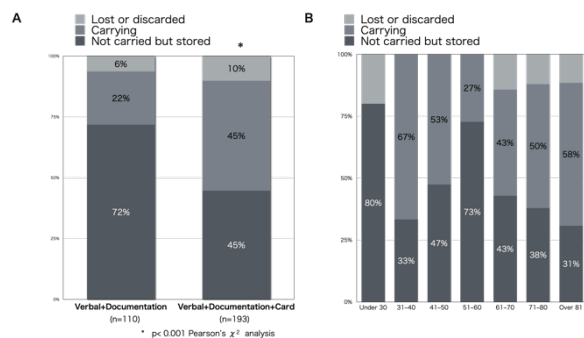 A
Lost or discarded
Carrying
Not carried but stored
*
100%
75%
50%
25%
0%
6%
22%
72%
10%
45%
45%
Verbal+Documentation
(n=110)
Verbal+Documentation+Card
(n=193)
* p< 0.001 Pearson's χ² analysis
B
Lost or discarded
Carrying
Not carried but stored
100%
75%
50%
25%
0%
80%
67%
33%
53%
47%
27%
73%
43%
43%
50%
38%
58%
31%
Under 30 31-40 41-50 51-60 61-70 71-80 Over 81